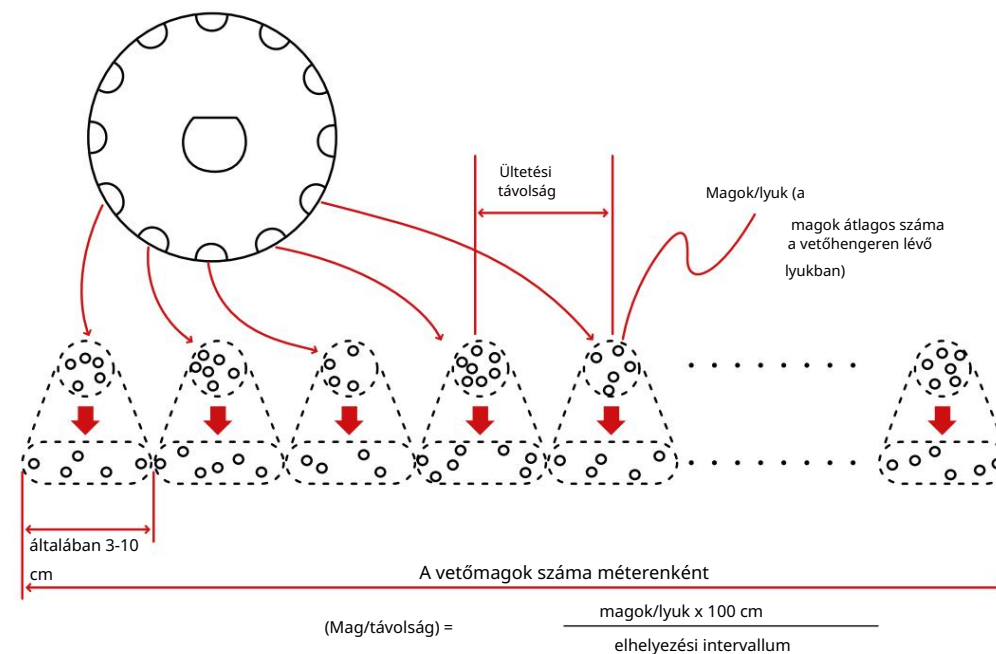 Ültetési
távolság
Magok/lyuk (a
magok átlagos száma
a vetőhengeren lévő
lyukban)
általában 3-10
cm
A vetőmagok száma méterenként
(Mag/távolság) =
magok/lyuk x 100 cm
elhelyezési intervallum